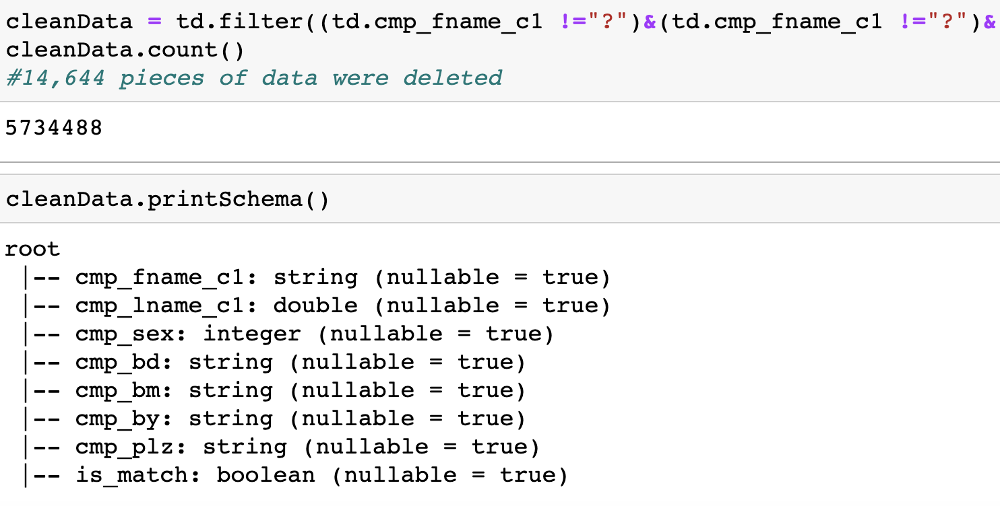 cleanData = td.filter((td.cmp_fname_c1 !="?")&(td.cmp_fname_c1 !="?")&
cleanData.count()
#14,644 pieces of data were deleted
5734488
cleanData.printSchema()
root
 |-- cmp_fname_c1: string (nullable = true)
 |-- cmp_lname_c1: double (nullable = true)
 |-- cmp_sex: integer (nullable = true)
 |-- cmp_bd: string (nullable = true)
 |-- cmp_bm: string (nullable = true)
 |-- cmp_by: string (nullable = true)
 |-- cmp_plz: string (nullable = true)
 |-- is_match: boolean (nullable = true)